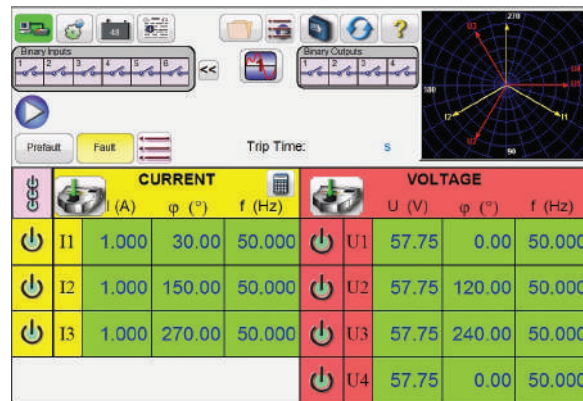 48
?
Binary Inputs
Binary Outputs
1 2 3 4 5 6
<<
1 2 3 4
270
U3
U4
U1
180
I2
I1
U2
90
Prefault
Fault
Trip Time:
s
CURRENT
VOLTAGE
I (A) φ (°) f (Hz)
U (V) φ (°) f (Hz)
I1 1.000 30.00 50.000 U1 57.75 0.00 50.000
I2 1.000 150.00 50.000 U2 57.75 120.00 50.000
I3 1.000 270.00 50.000 U3 57.75 240.00 50.000
U4 57.75 0.00 50.000